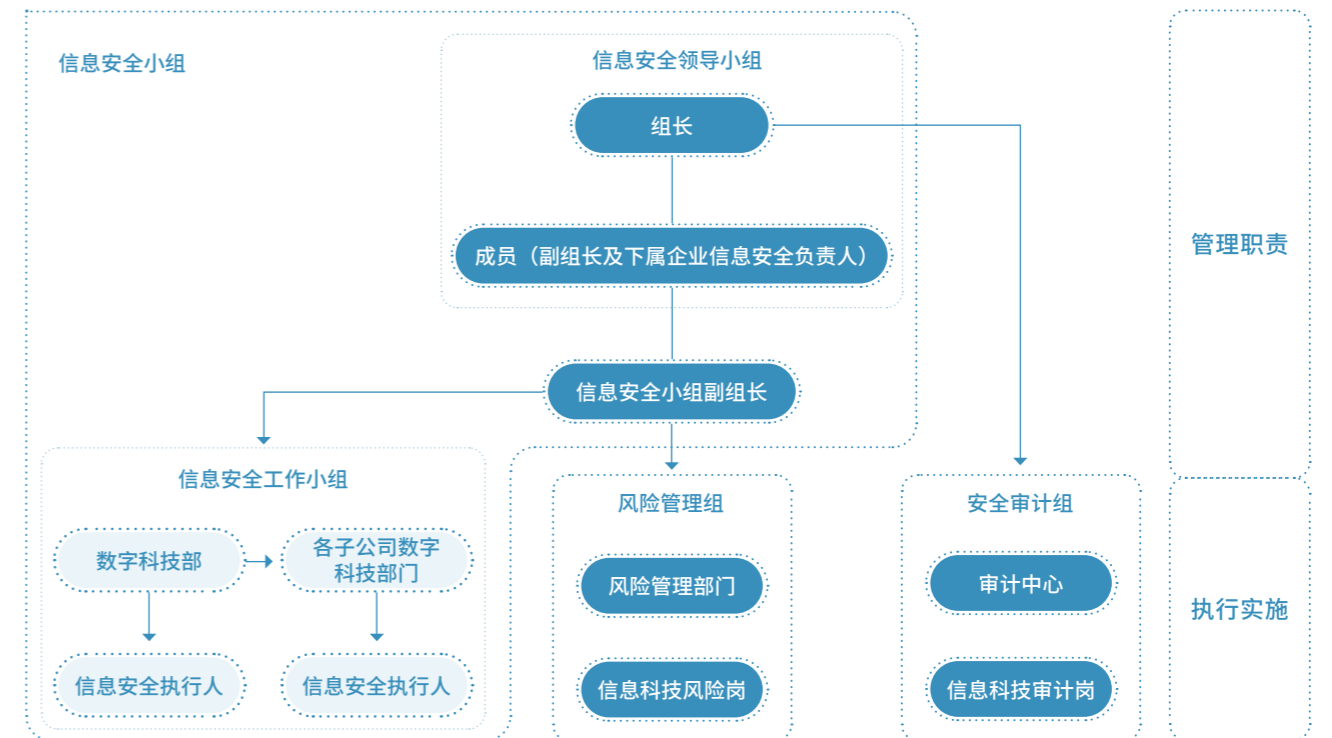 信息安全小组
信息安全领导小组
组长
成员（副组长及下属企业信息安全负责人）
管理职责
信息安全小组副组长
信息安全工作小组
风险管理组
安全审计组
数字科技部
各子公司数字
科技部门
风险管理部门
审计中心
执行实施
信息安全执行人
信息安全执行人
信息科技风险岗
信息科技审计岗